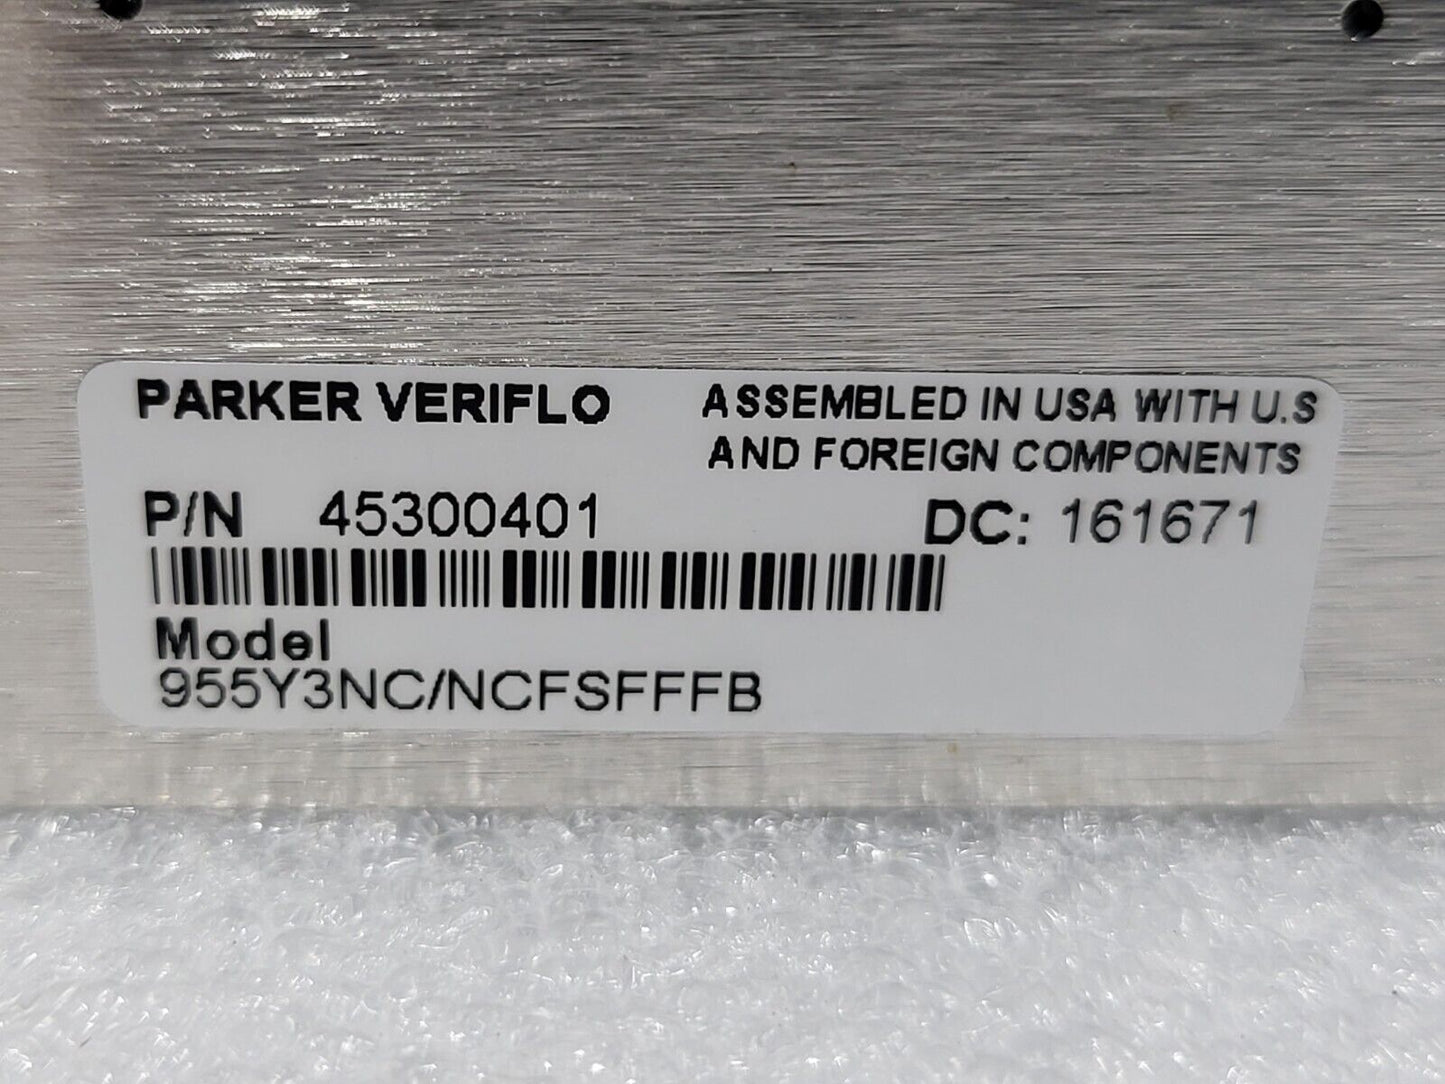 PARKER VERIFLO
ASSEMBLED IN USA WITH U.S
AND FOREIGN COMPONENTS
P/N 45300401
DC: 161671
Model
955Y3NC/NCFSFFFB